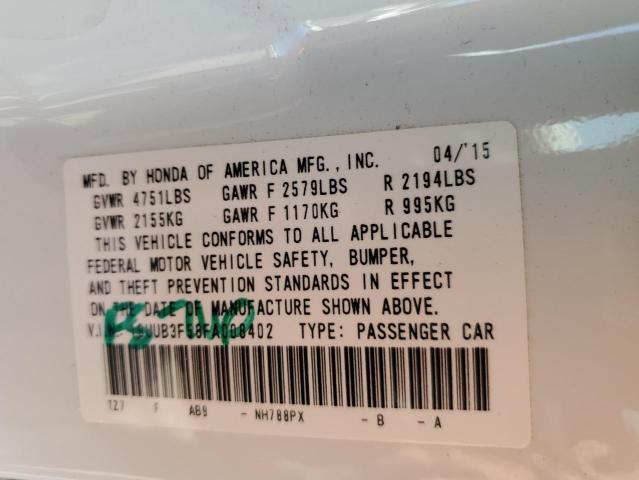 MFD. BY HONDA OF AMERICA MFG., INC. 04/'15
GVWR 4751LBS GAWR F 2579LBS R 2194LBS
GVWR 2155KG GAWR F 1170KG R 995KG
THIS VEHICLE CONFORMS TO ALL APPLICABLE
FEDERAL MOTOR VEHICLE SAFETY, BUMPER,
AND THEFT PREVENTION STANDARDS IN EFFECT
ON THE DATE OF MANUFACTURE SHOWN ABOVE.
V.I.N. 19UUB3F58FA008402 TYPE: PASSENGER CAR
TZ7 F AB9 - NH788PX - B - A